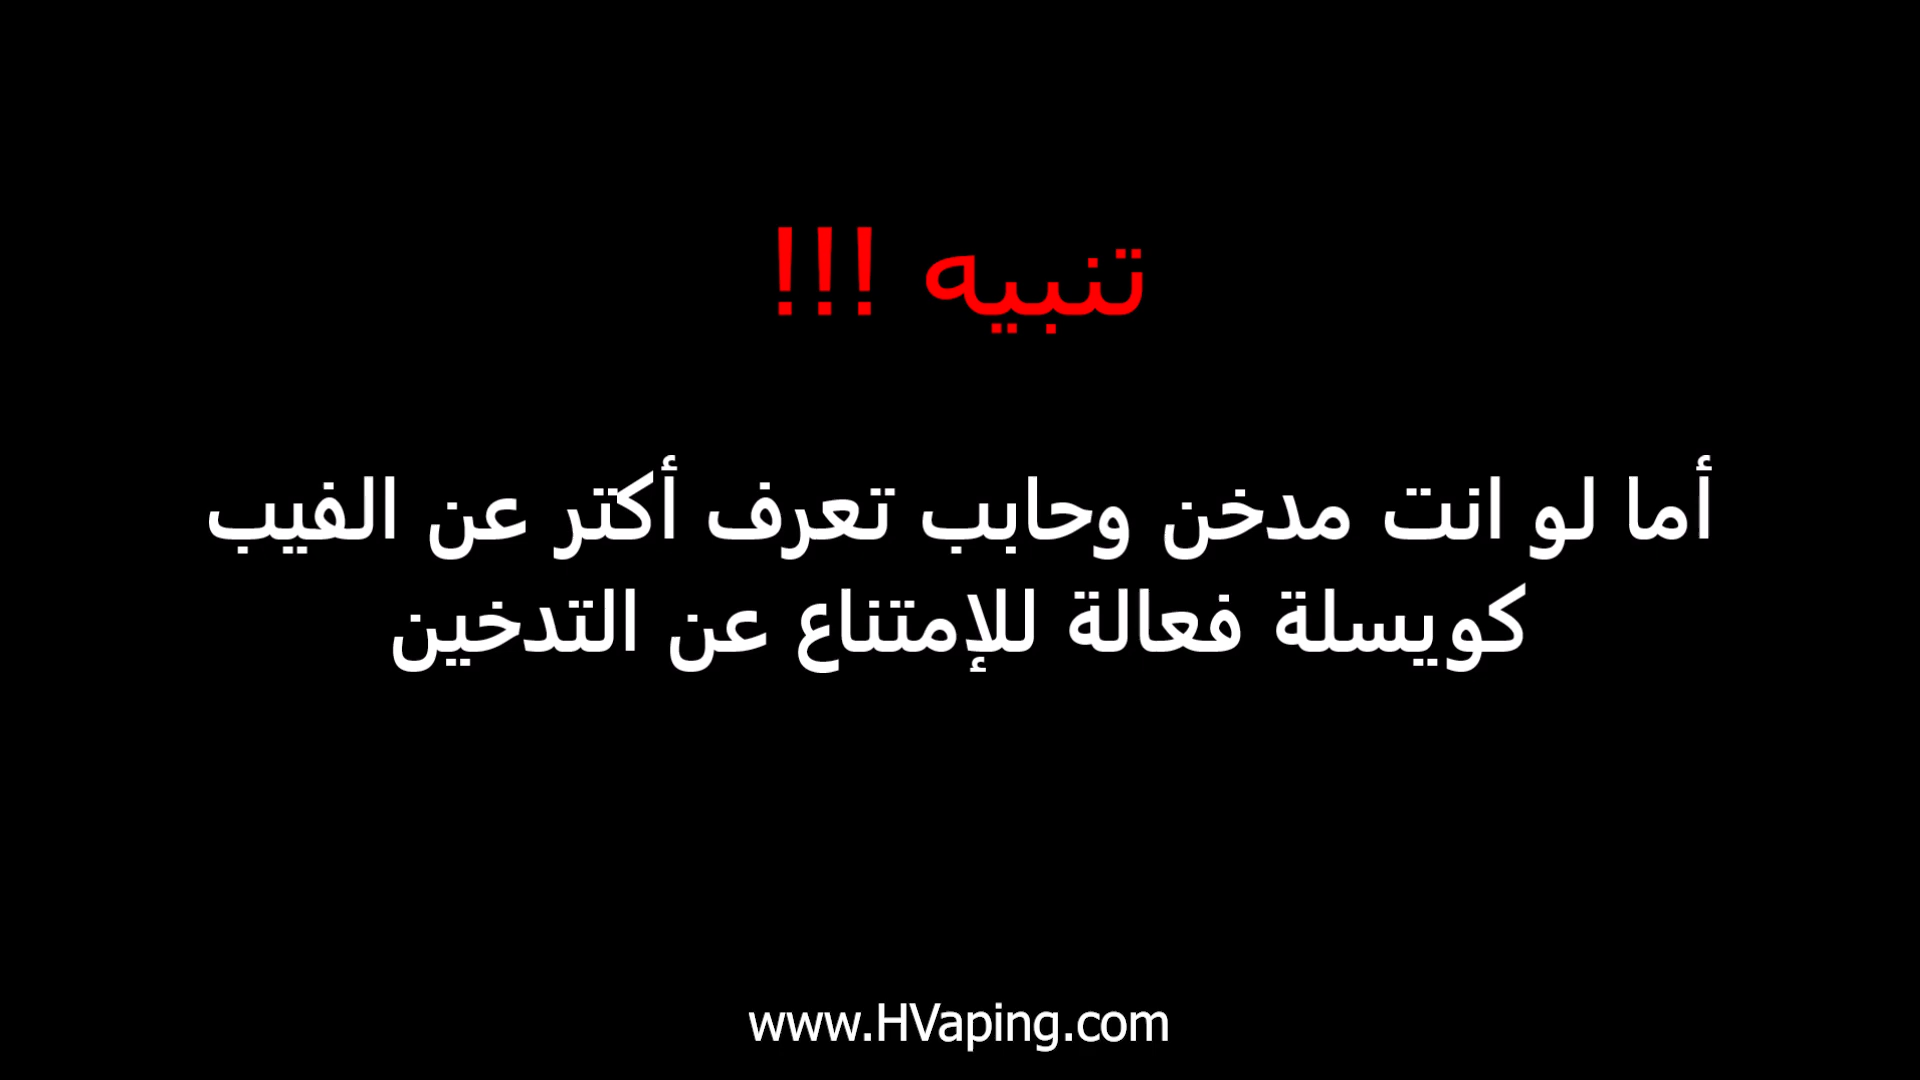 تنبيه !!!
أما لو انت مدخن وحابب تعرف أكتر عن الفيب
كويسلة فعالة للإمتناع عن التدخين
www.HVaping.com